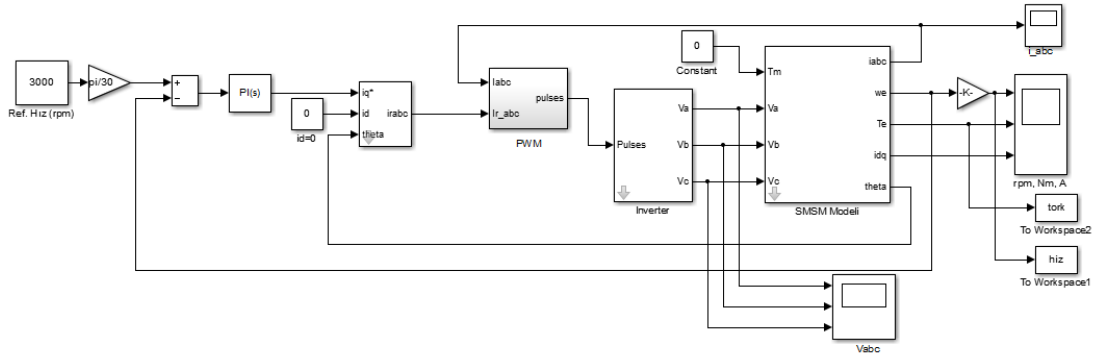 3000
Ref. Hız (rpm)
pi/30
+
−
PI(s)
0
id=0
iq*
id
theta
irabc
Iabc
Ir_abc
pulses
PWM
Pulses
Va
Vb
Vc
Inverter
0
Constant
Tm
Va
Vb
Vc
iabc
we
Te
idq
theta
SMSM Modeli
-K-
i_abc
rpm, Nm, A
tork
To Workspace2
hiz
To Workspace1
Vabc